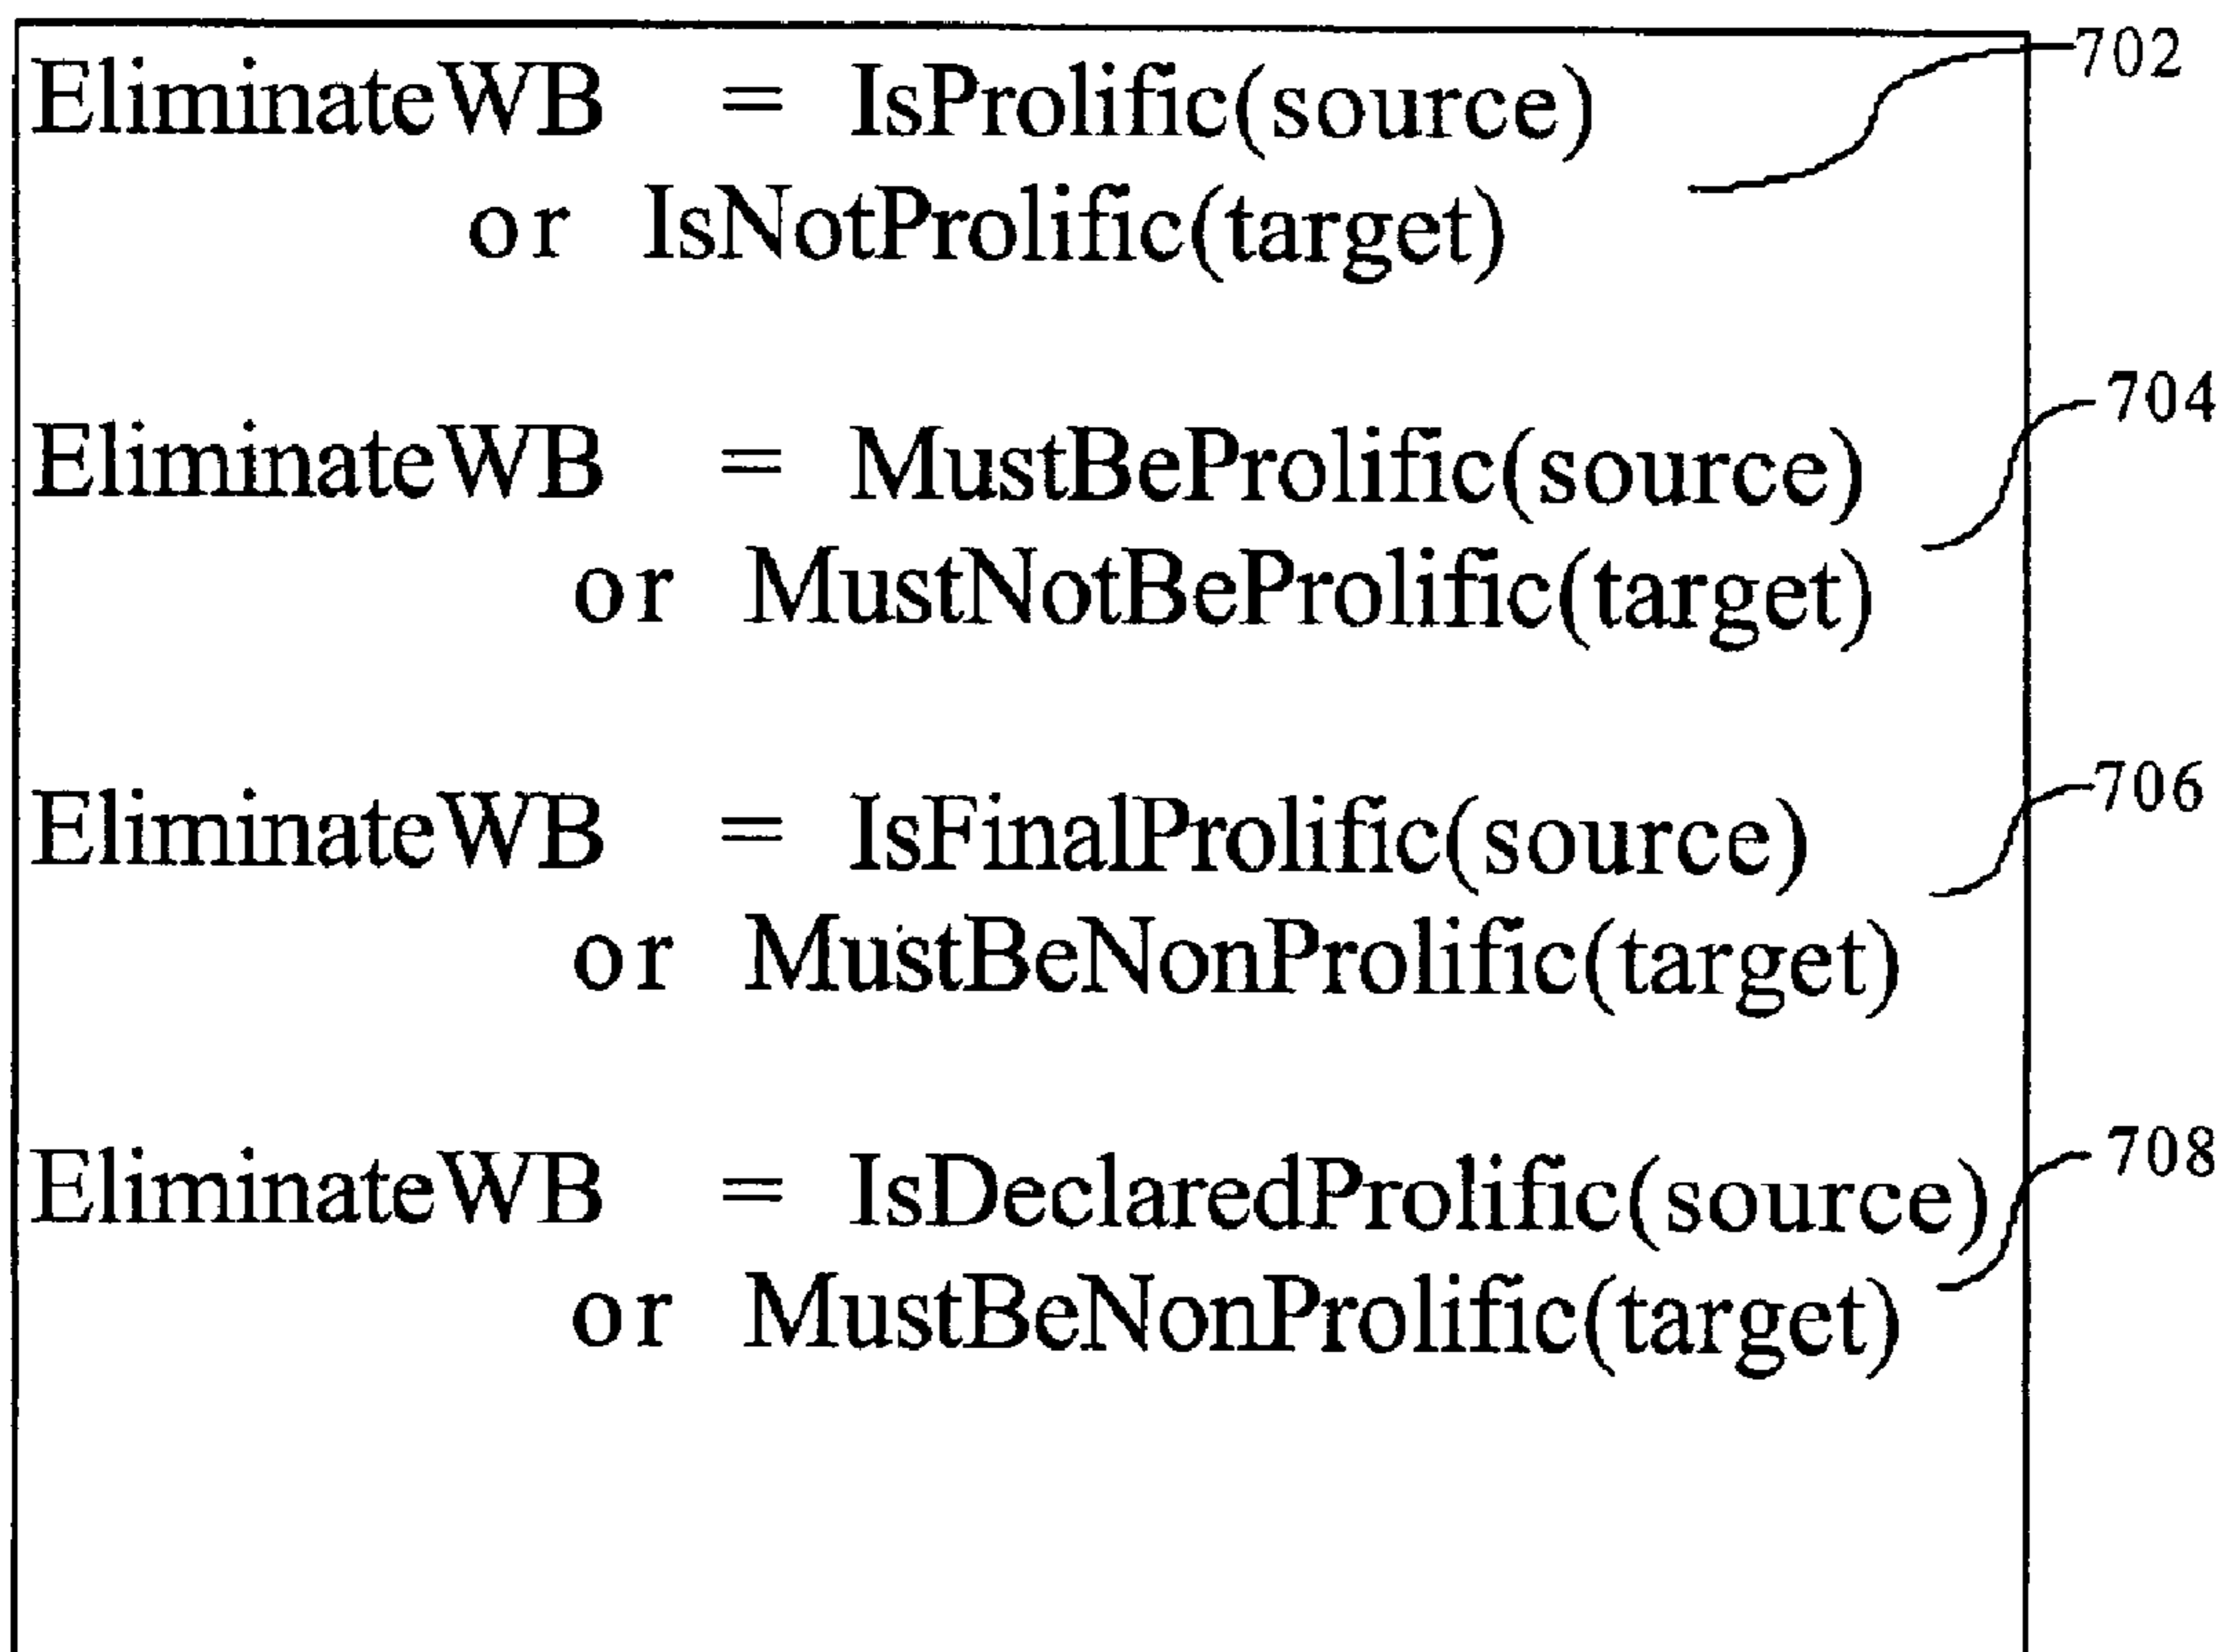 EliminateWB = IsProlific(source) 702
or IsNotProlific(target)
EliminateWB = MustBeProlific(source) 704
or MustNotBeProlific(target)
EliminateWB = IsFinalProlific(source) 706
or MustBeNonProlific(target)
EliminateWB = IsDeclaredProlific(source) 708
or MustBeNonProlific(target)